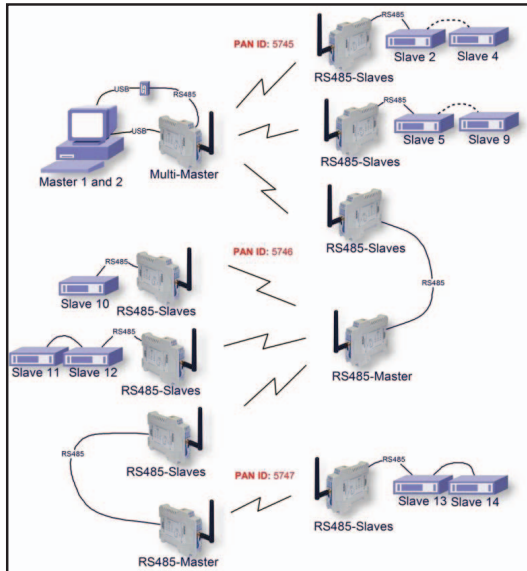 PAN ID: 5745
RS485
Slave 2
Slave 4
RS485-Slaves
USB
RS485
USB
Master 1 and 2
Multi-Master
RS485
Slave 5
Slave 9
RS485-Slaves
RS485-Slaves
RS485
PAN ID: 5746
RS485
Slave 10
RS485-Slaves
RS485
Slave 11
Slave 12
RS485-Slaves
RS485-Master
RS485
RS485-Slaves
PAN ID: 5747
RS485
Slave 13
Slave 14
RS485-Slaves
RS485-Master